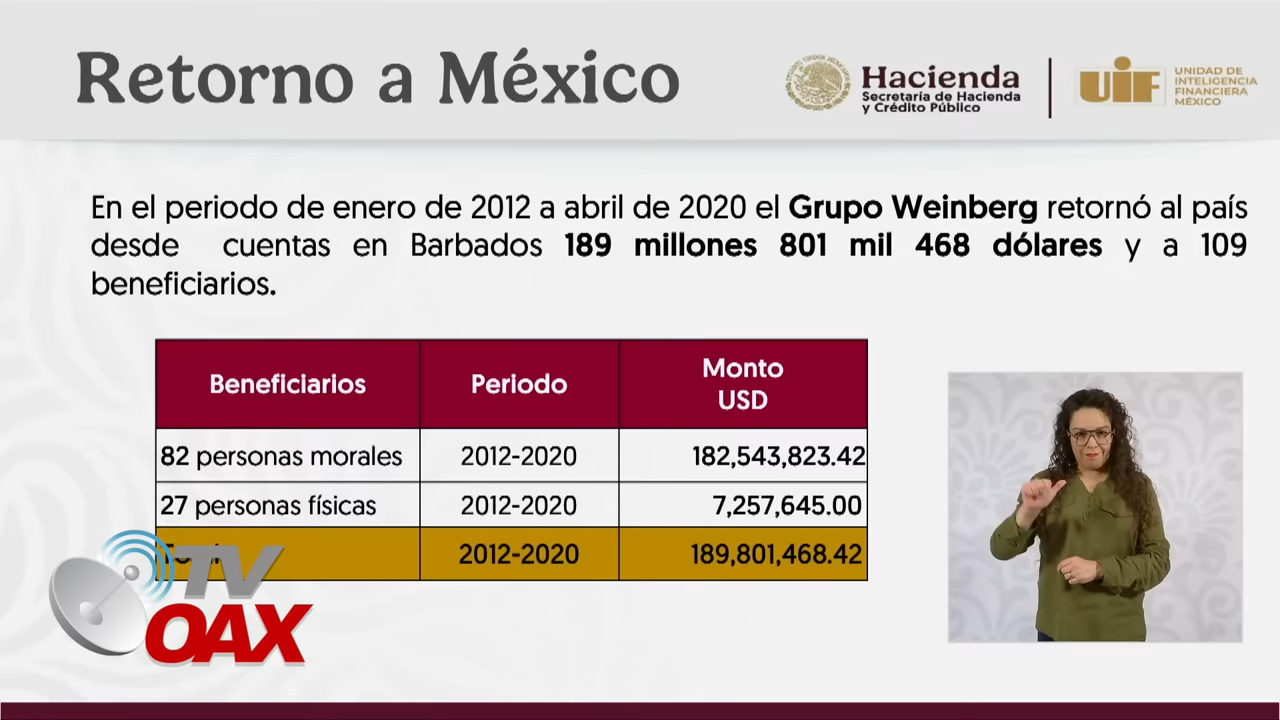 Retorno a México
Hacienda
Secretaría de Hacienda
y Crédito Público
UIF
UNIDAD DE
INTELIGENCIA
FINANCIERA
MÉXICO
En el periodo de enero de 2012 a abril de 2020 el Grupo Weinberg retornó al país
desde cuentas en Barbados 189 millones 801 mil 468 dólares y a 109
beneficiarios.
Beneficiarios Periodo Monto
USD
82 personas morales 2012-2020 182,543,823.42
27 personas físicas 2012-2020 7,257,645.00
2012-2020 189,801,468.42
TV
OAX